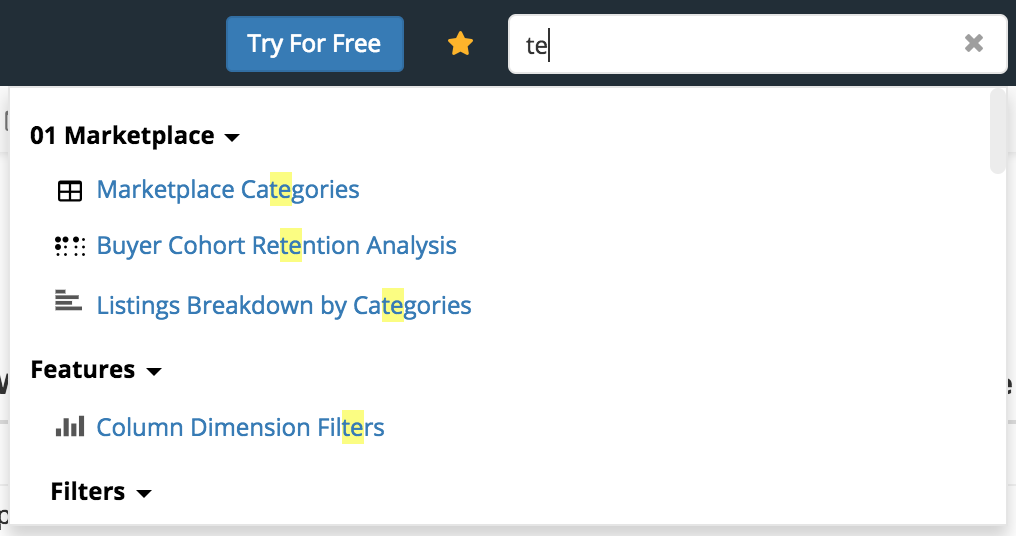 Try For Free
te
01 Marketplace
Marketplace Categories
Buyer Cohort Retention Analysis
Listings Breakdown by Categories
Features
Column Dimension Filters
Filters